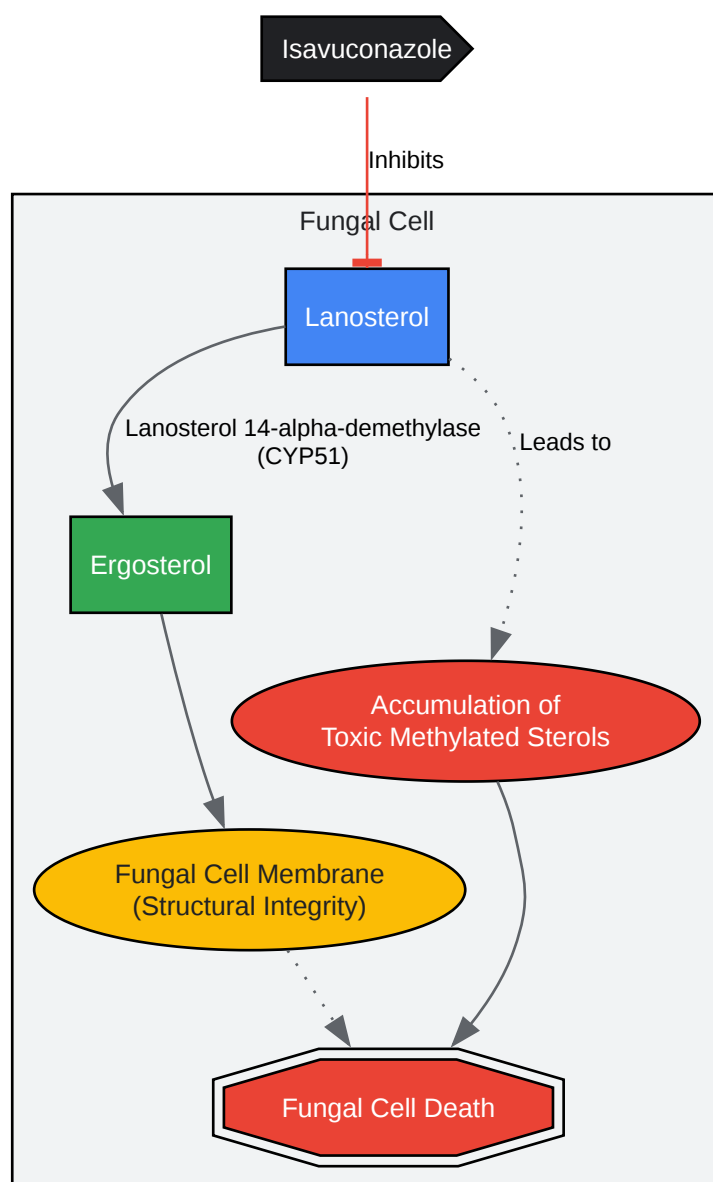 Isavuconazole
Inhibits
Fungal Cell
Lanosterol
Lanosterol 14-alpha-demethylase
(CYP51)
Leads to
Ergosterol
Accumulation of
Toxic Methylated Sterols
Fungal Cell Membrane
(Structural Integrity)
Fungal Cell Death